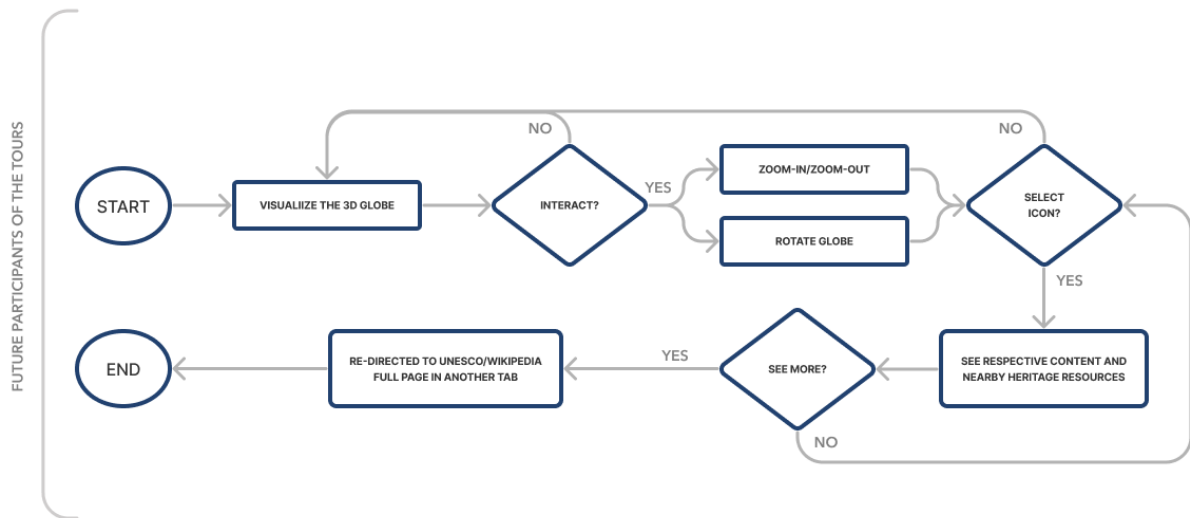 FUTURE PARTICIPANTS OF THE TOURS
START
VISUALIIZE THE 3D GLOBE
NO
INTERACT?
YES
ZOOM-IN/ZOOM-OUT
ROTATE GLOBE
NO
SELECT
ICON?
YES
SEE RESPECTIVE CONTENT AND
NEARBY HERITAGE RESOURCES
SEE MORE?
NO
YES
RE-DIRECTED TO UNESCO/WIKIPEDIA
FULL PAGE IN ANOTHER TAB
END